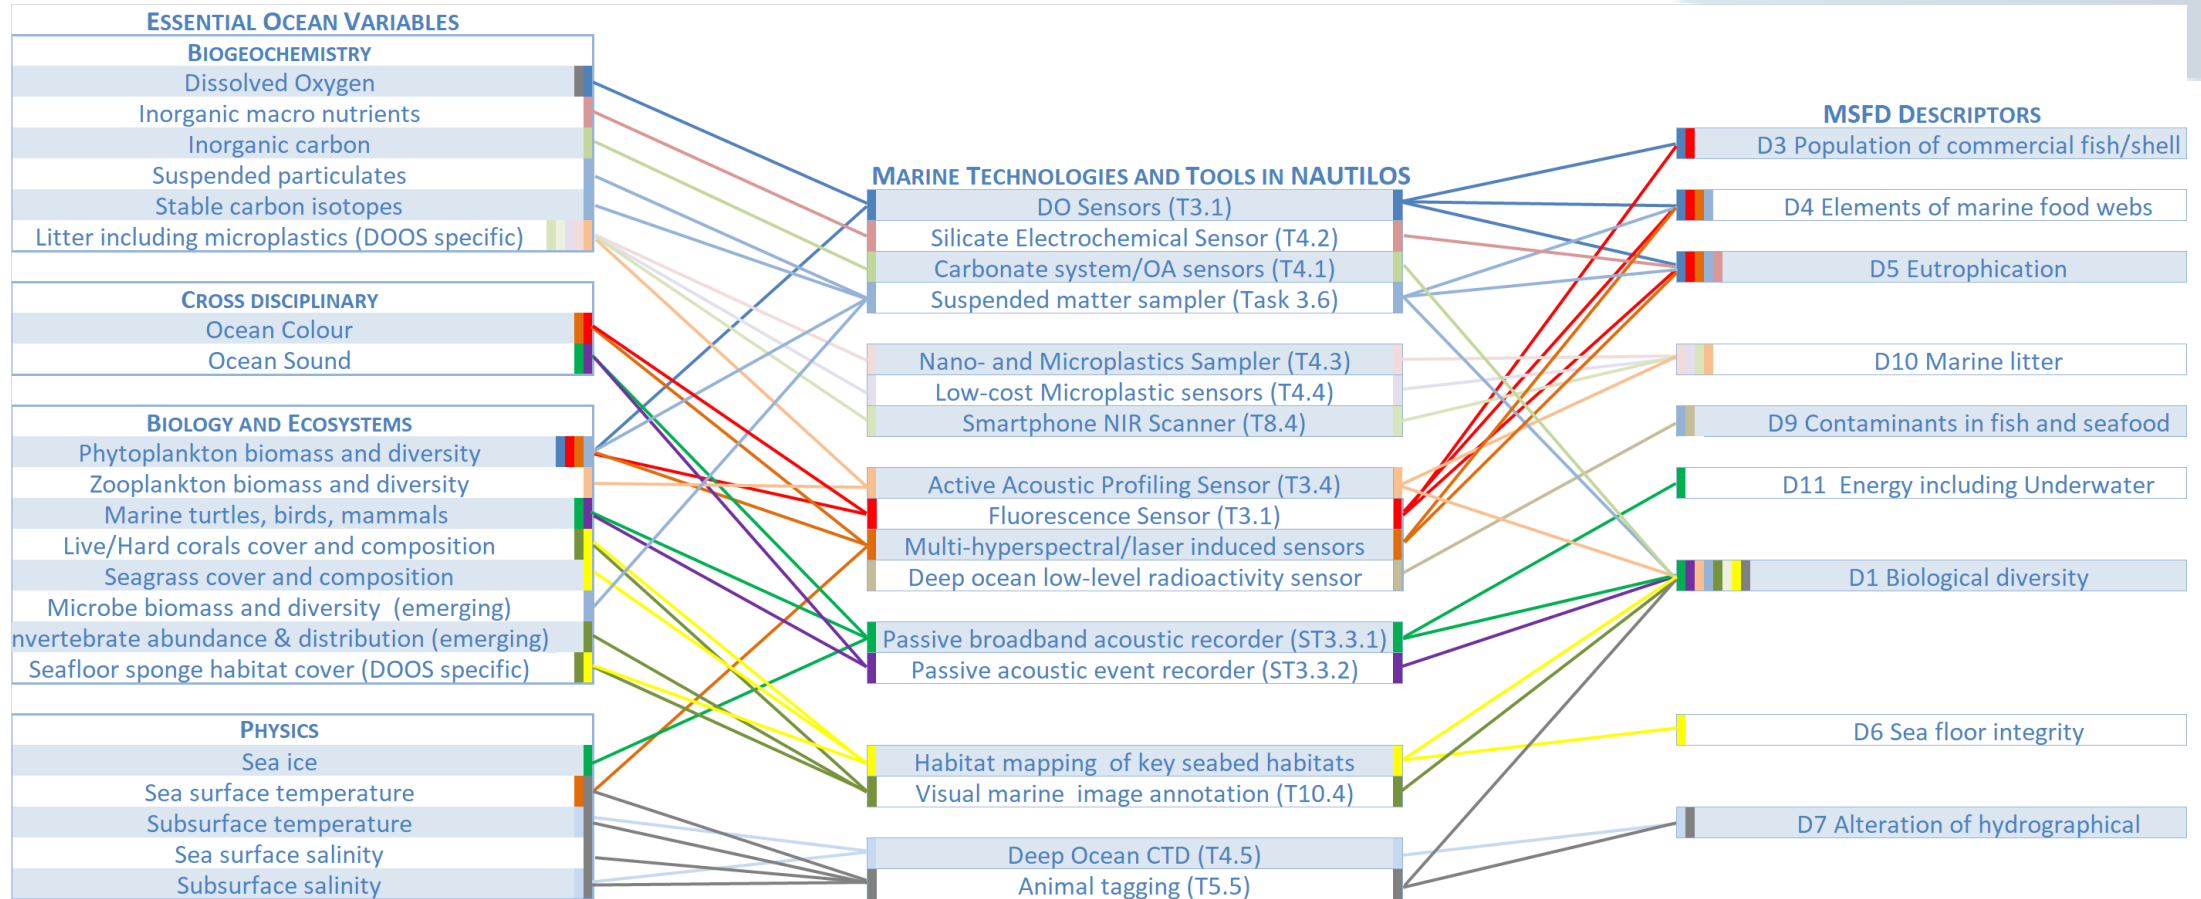 ESSENTIAL OCEAN VARIABLES
BIOGEOCHEMISTRY
Dissolved Oxygen
Inorganic macro nutrients
Inorganic carbon
Suspended particulates
Stable carbon isotopes
Litter including microplastics (DOOS specific)
CROSS DISCIPLINARY
Ocean Colour
Ocean Sound
BIOLOGY AND ECOSYSTEMS
Phytoplankton biomass and diversity
Zooplankton biomass and diversity
Marine turtles, birds, mammals
Live/Hard corals cover and composition
Seagrass cover and composition
Microbe biomass and diversity (emerging)
nvertebrate abundance & distribution (emerging)
Seafloor sponge habitat cover (DOOS specific)
PHYSICS
Sea ice
Sea surface temperature
Subsurface temperature
Sea surface salinity
Subsurface salinity
MARINE TECHNOLOGIES AND TOOLS IN NAUTILOS
DO Sensors (T3.1)
Silicate Electrochemical Sensor (T4.2)
Carbonate system/OA sensors (T4.1)
Suspended matter sampler (Task 3.6)
Nano- and Microplastics Sampler (T4.3)
Low-cost Microplastic sensors (T4.4)
Smartphone NIR Scanner (T8.4)
Active Acoustic Profiling Sensor (T3.4)
Fluorescence Sensor (T3.1)
Multi-hyperspectral/laser induced sensors
Deep ocean low-level radioactivity sensor
Passive broadband acoustic recorder (ST3.3.1)
Passive acoustic event recorder (ST3.3.2)
Habitat mapping of key seabed habitats
Visual marine image annotation (T10.4)
Deep Ocean CTD (T4.5)
Animal tagging (T5.5)
MSFD DESCRIPTORS
D3 Population of commercial fish/shell
D4 Elements of marine food webs
D5 Eutrophication
D10 Marine litter
D9 Contaminants in fish and seafood
D11 Energy including Underwater
D1 Biological diversity
D6 Sea floor integrity
D7 Alteration of hydrographical